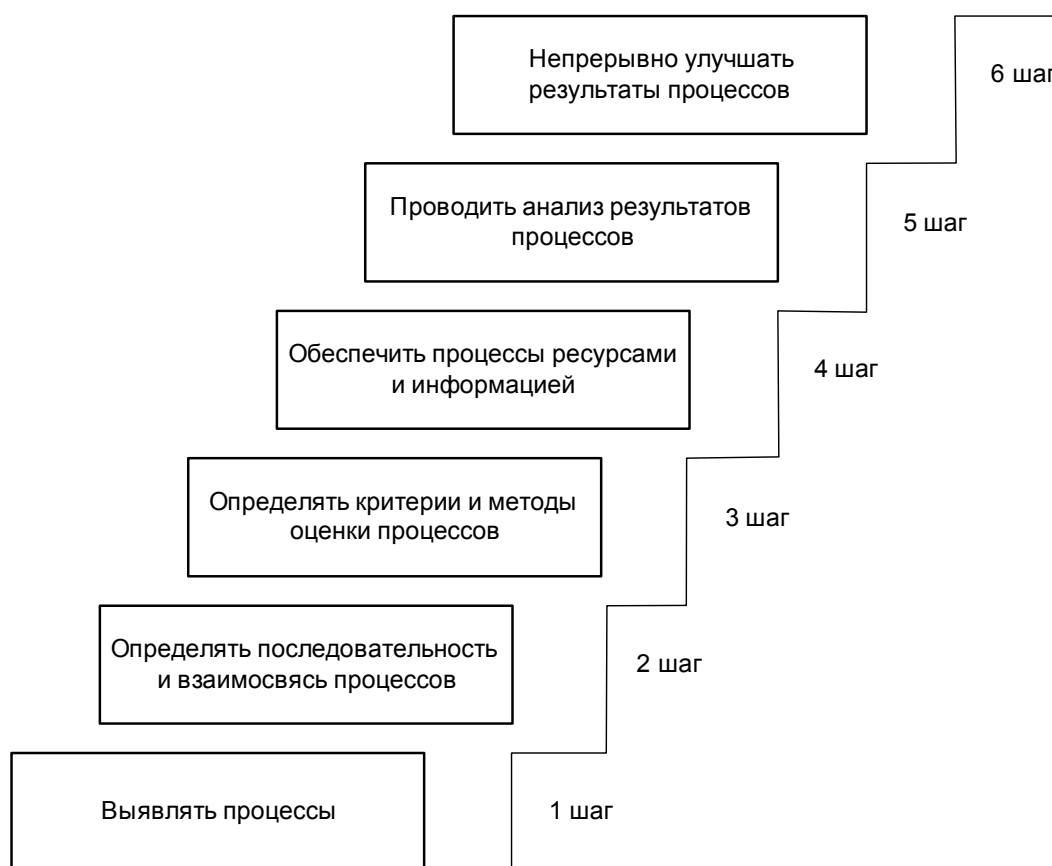 Непрерывно улучшать
результаты процессов
6 шаг
Проводить анализ результатов
процессов
5 шаг
Обеспечить процессы ресурсами
и информацией
4 шаг
Определять критерии и методы
оценки процессов
3 шаг
Определять последовательность
и взаимосвясь процессов
2 шаг
Выявлять процессы
1 шаг